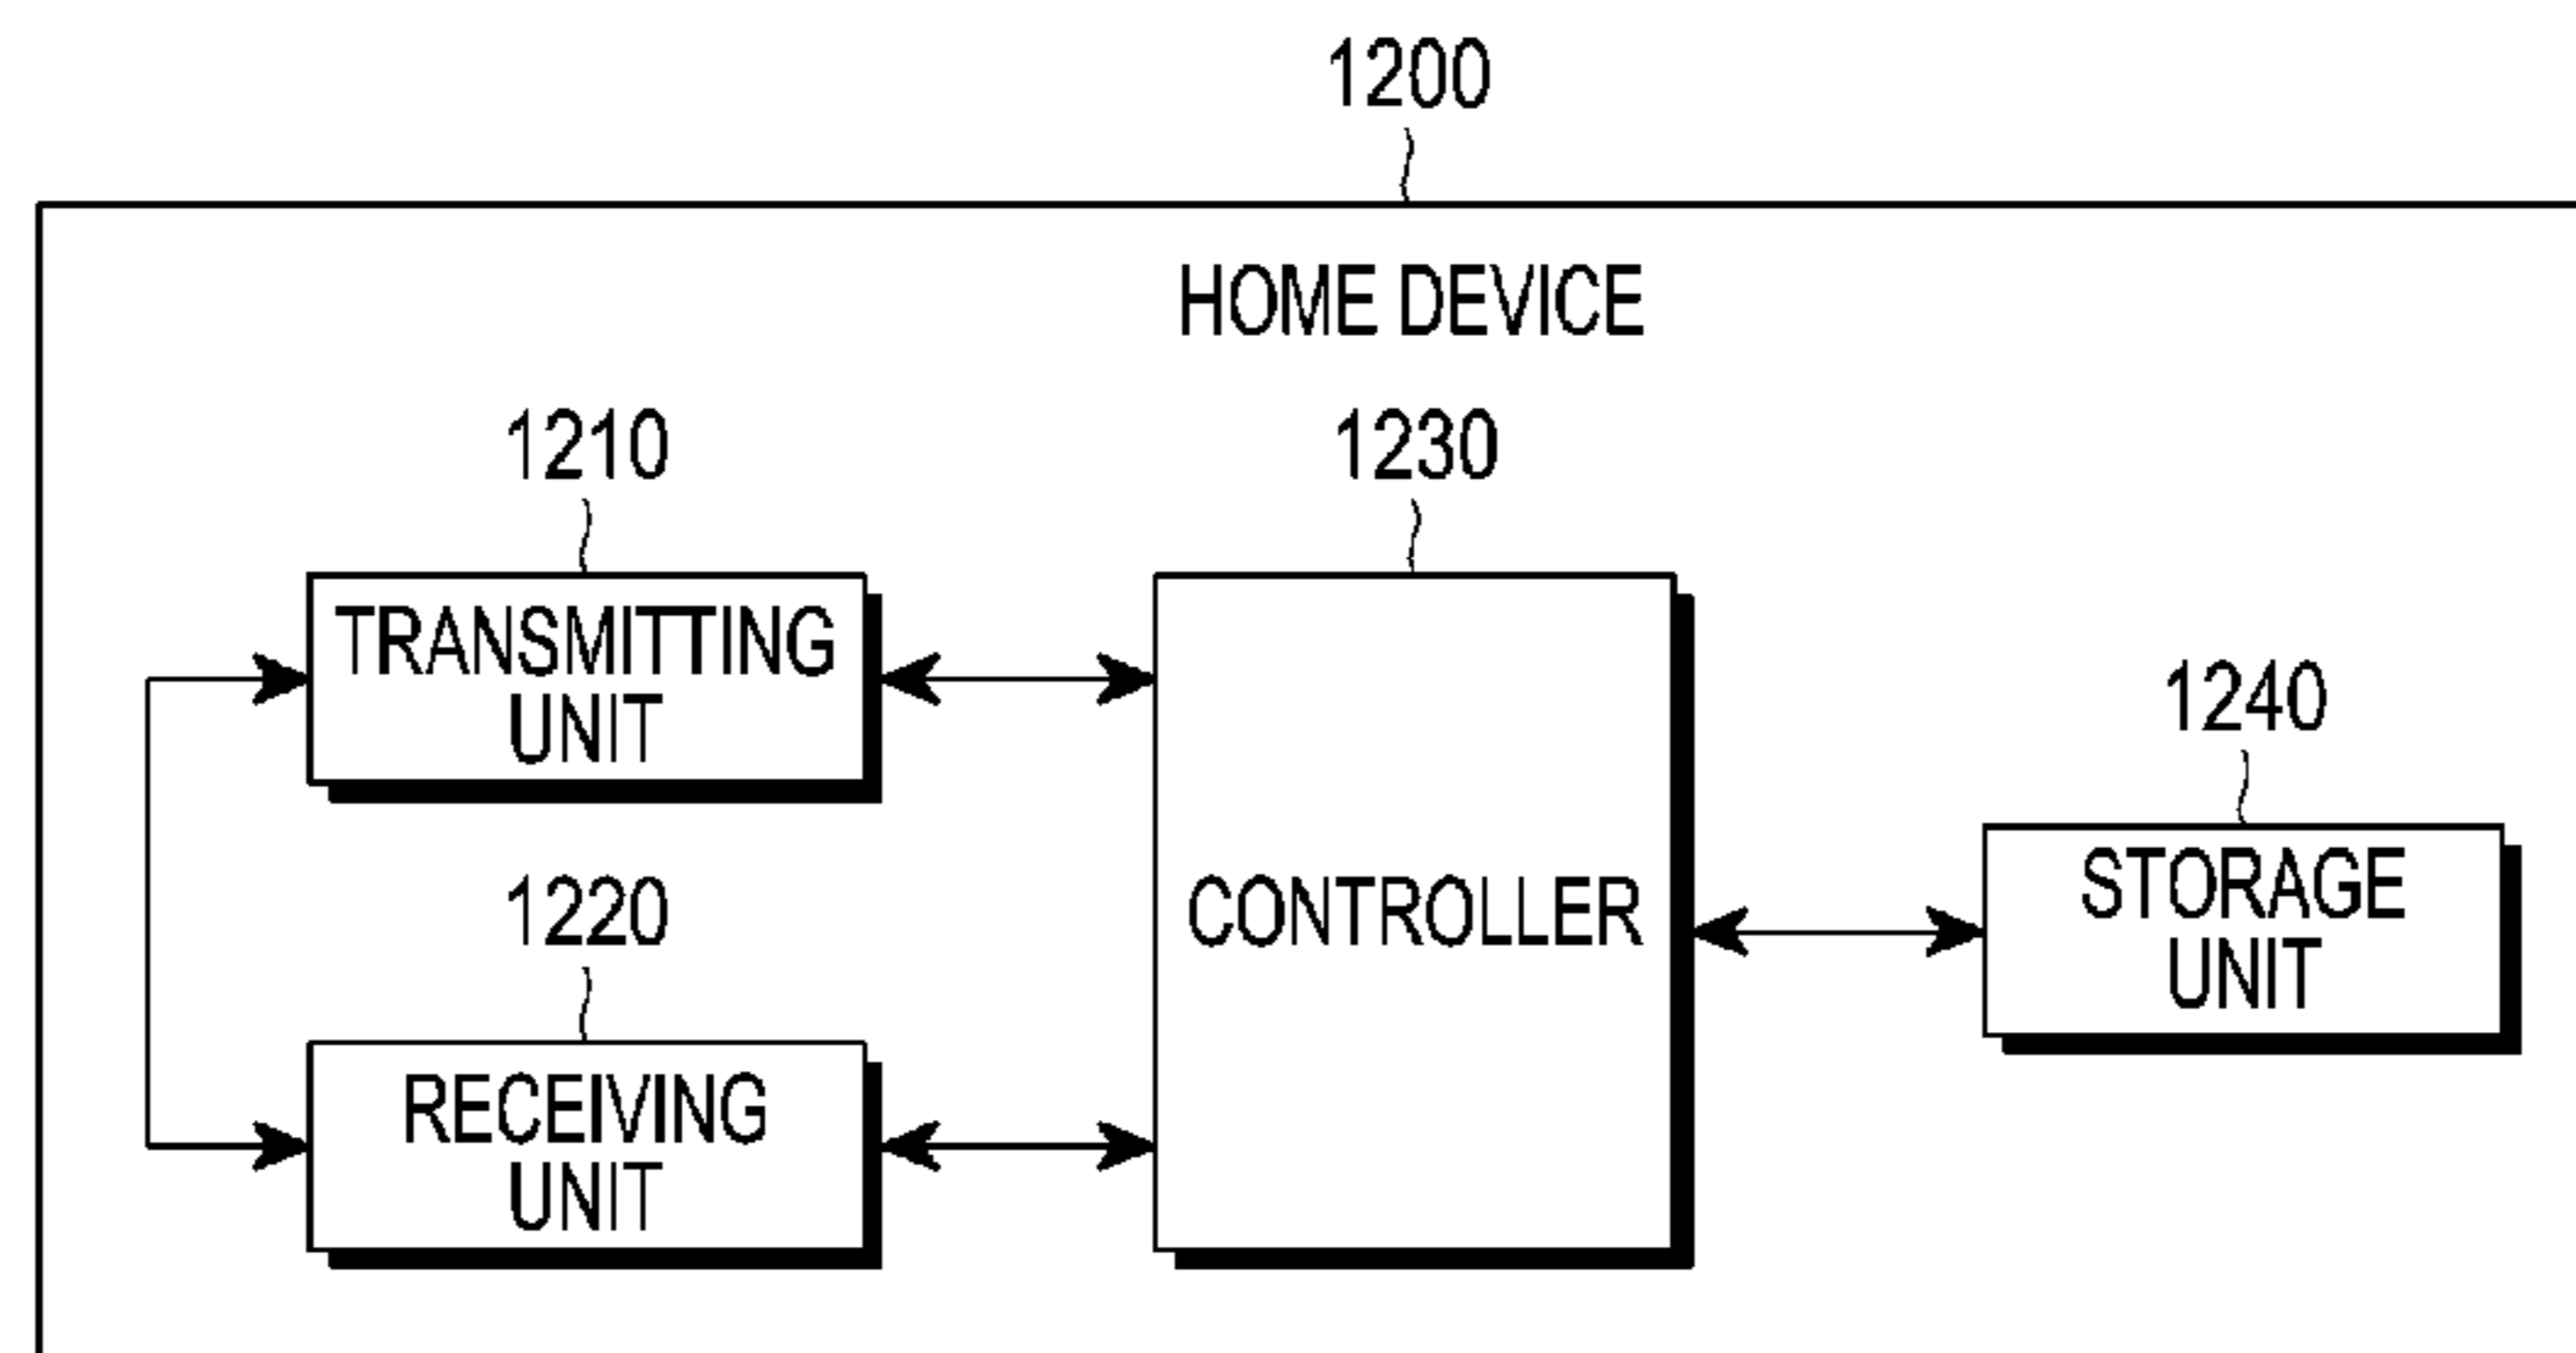 1200
HOME DEVICE
1210
1230
TRANSMITTING
UNIT
1240
1220
CONTROLLER
STORAGE
UNIT
RECEIVING
UNIT